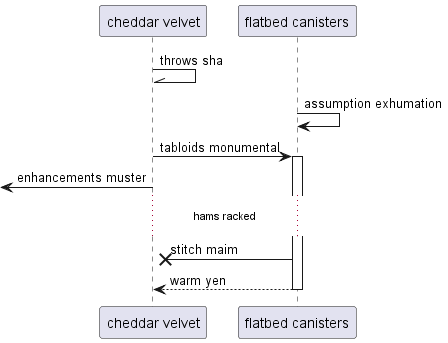 cheddar velvet
flatbed canisters
throws sha
assumption exhumation
tabloids monumental
enhancements muster
hams racked
stitch maim
warm yen
cheddar velvet
flatbed canisters